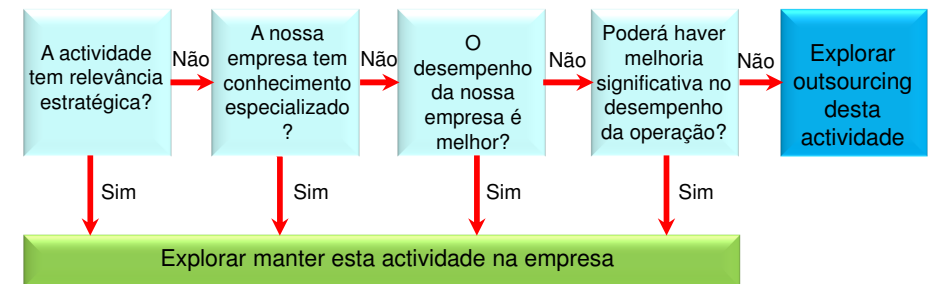 A actividade
tem relevância
estratégica?
Não
A nossa
empresa tem
conhecimento
especializado
?
Não
O
desempenho
da nossa
empresa é
melhor?
Não
Poderá haver
melhoria
significativa no
desempenho
da operação?
Não
Explorar
outsourcing
desta
actividade
Sim
Sim
Sim
Sim
Explorar manter esta actividade na empresa